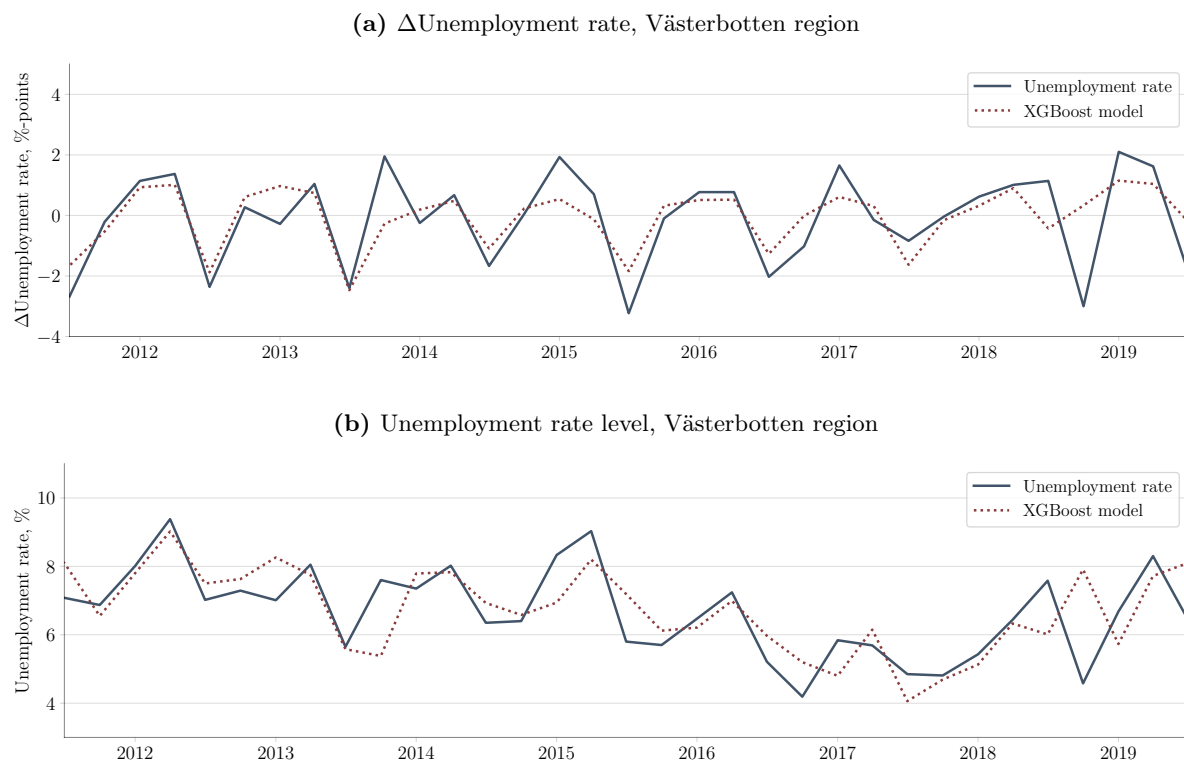 (a) ΔUnemployment rate, Västerbotten region
ΔUnemployment rate, %-points
4
2
0
−2
−4
Unemployment rate
XGBoost model
2012 2013 2014 2015 2016 2017 2018 2019
(b) Unemployment rate level, Västerbotten region
Unemployment rate, %
10
8
6
4
Unemployment rate
XGBoost model
2012 2013 2014 2015 2016 2017 2018 2019